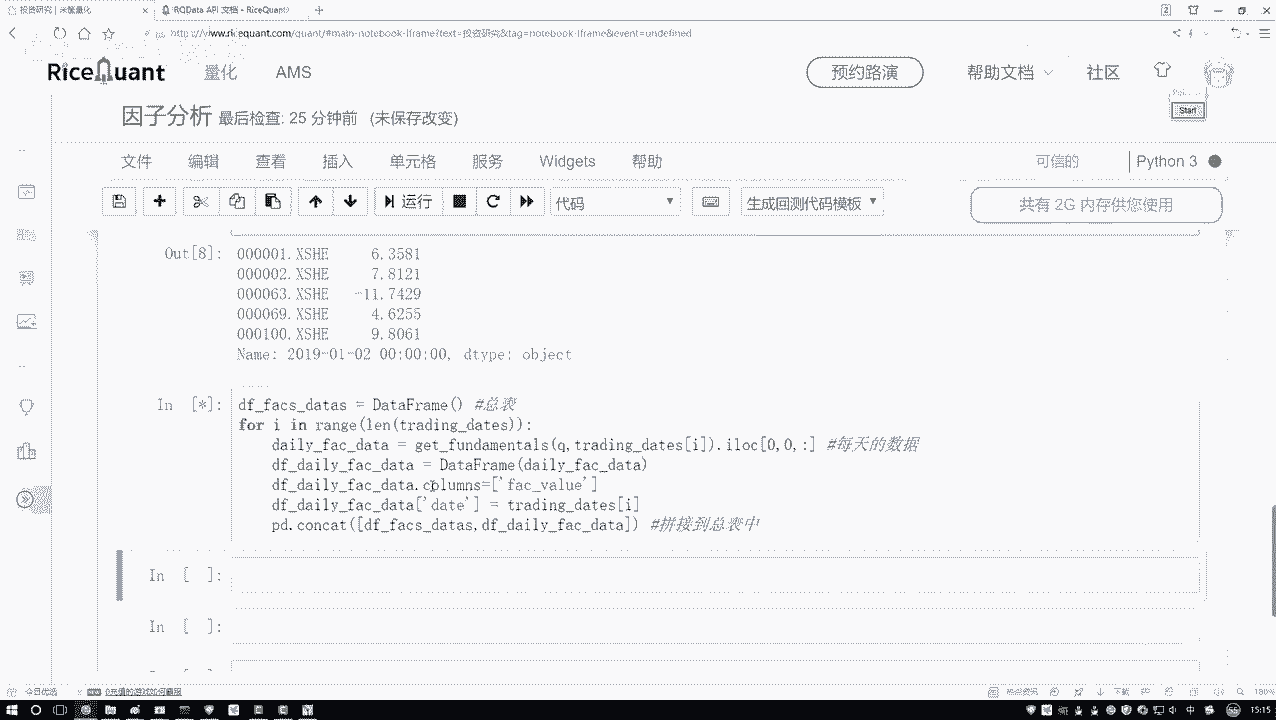 投资研究 | 米筐量化
RQData API 文档 - RiceQuant
http://www.ricequant.com/quant/#main-notebook-iframe?text=投资研究&tag=notebook-iframe&event=undefined
RiceQuant 量化 AMS 预约路演 帮助文档 社区
Start
因子分析 最后检查: 25 分钟前 (未保存改变)
文件 编辑 查看 插入 单元格 服务 Widgets 帮助 可信的 Python 3
运行 代码 生成回测代码模板 共有 2G 内存供您使用
Out[8]: 000001.XSHE 6.3581
000002.XSHE 7.8121
000063.XSHE -11.7429
000069.XSHE 4.6255
000100.XSHE 9.8061
Name: 2019-01-02 00:00:00, dtype: object
In [*]: df_facs_datas = DataFrame() #总表
for i in range(len(trading_dates)):
daily_fac_data = get_fundamentals(q,trading_dates[i]).iloc[0,0,:] #每天的数据
df_daily_fac_data = DataFrame(daily_fac_data)
df_daily_fac_data.columns=['fac_value']
df_daily_fac_data['date'] = trading_dates[i]
pd.concat([df_facs_datas,df_daily_fac_data]) #拼接到总表中
In [ ]:
In [ ]:
今日优选
下载
180%
中
15:15